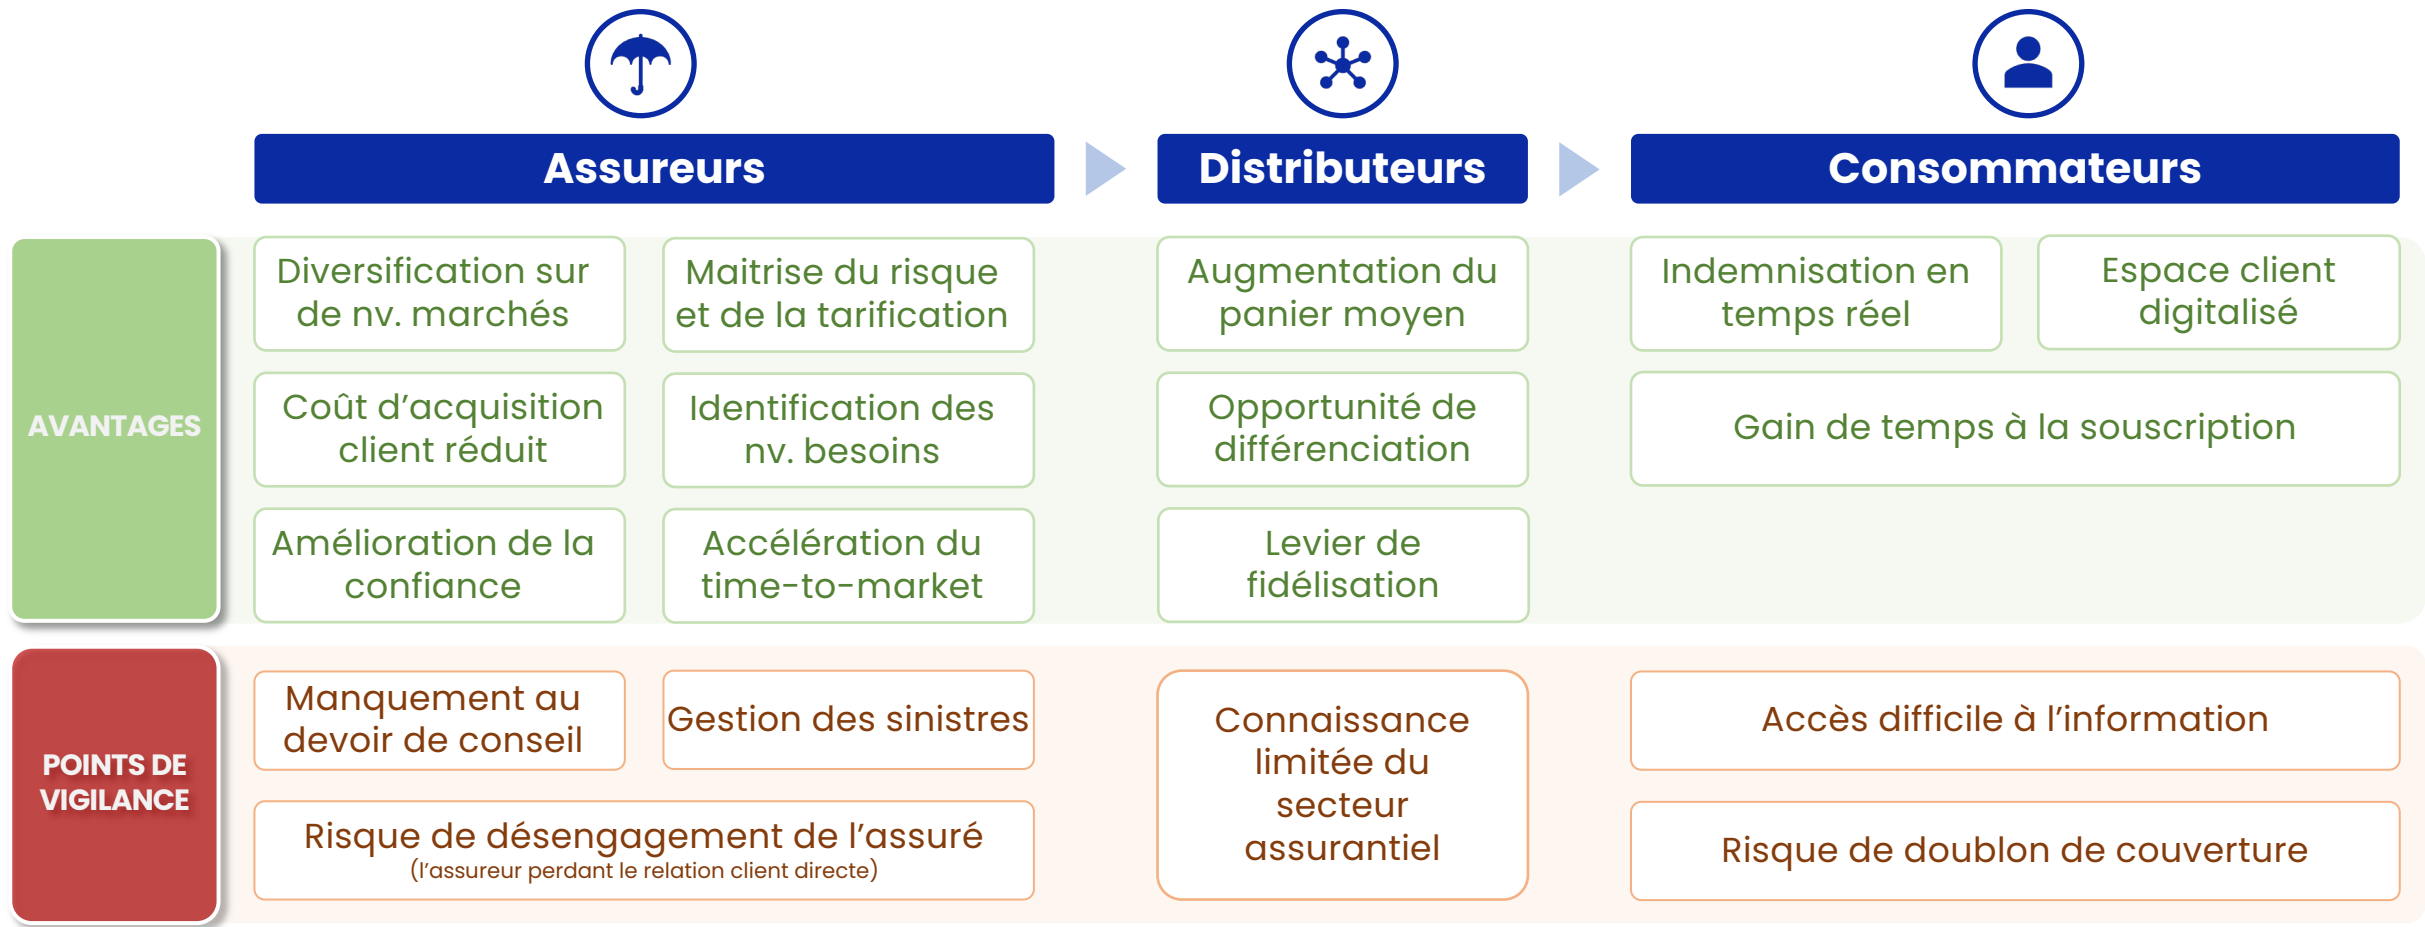 Assureurs
Distributeurs
Consommateurs
AVANTAGES
Diversification sur
de nv. marchés
Maitrise du risque
et de la tarification
Coût d’acquisition
client réduit
Identification des
nv. besoins
Amélioration de la
confiance
Accélération du
time-to-market
Augmentation du
panier moyen
Opportunité de
différenciation
Levier de
fidélisation
Indemnisation en
temps réel
Espace client
digitalisé
Gain de temps à la souscription
POINTS DE
VIGILANCE
Manquement au
devoir de conseil
Gestion des sinistres
Risque de désengagement de l’assuré
(l’assureur perdant le relation client directe)
Connaissance
limitée du
secteur
assurantiel
Accès difficile à l’information
Risque de doublon de couverture